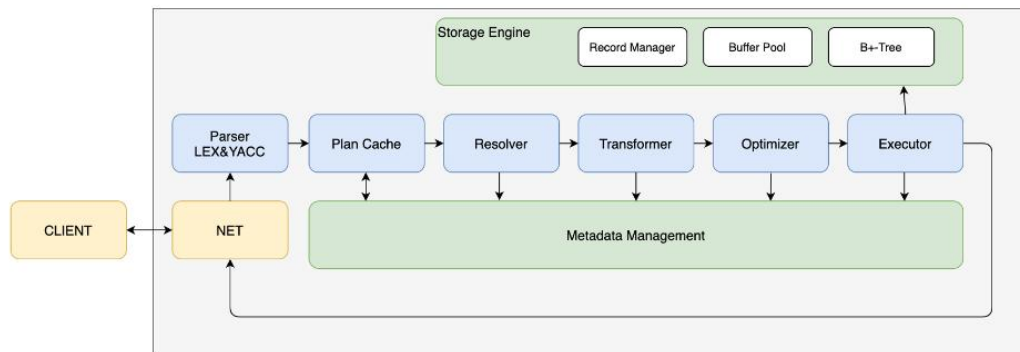 Storage Engine
Record Manager
Buffer Pool
B+-Tree
Parser
LEX&YACC
Plan Cache
Resolver
Transformer
Optimizer
Executor
CLIENT
NET
Metadata Management